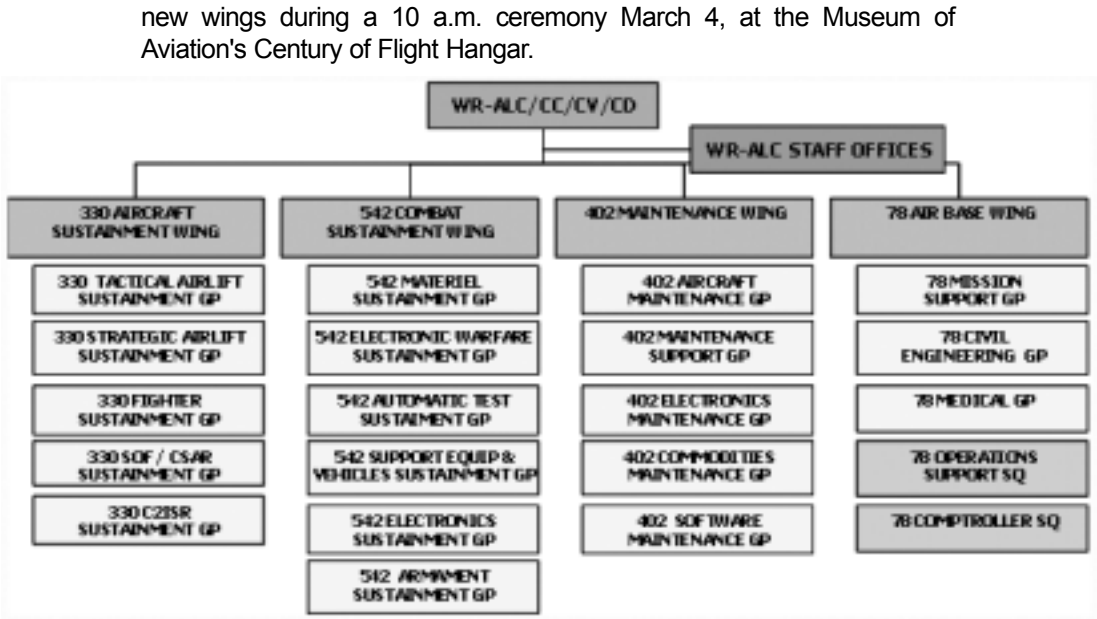 new wings during a 10 a.m. ceremony March 4, at the Museum of
Aviation's Century of Flight Hangar.
WR-ALC/CC/CV/CD
WR-ALC STAFF OFFICES
330 AIRCRAFT
SUSTAINMENT WING
330 TACTICAL AIRLIFT
SUSTAINMENT GP
330 STRATEGIC AIRLIFT
SUSTAINMENT GP
330 FIGHTER
SUSTAINMENT GP
330 SOF / CSAR
SUSTAINMENT GP
330 C2ISR
SUSTAINMENT GP
542 COMBAT
SUSTAINMENT WING
542 MATERIEL
SUSTAINMENT GP
542 ELECTRONIC WARFARE
SUSTAINMENT GP
542 AUTOMATIC TEST
SUSTAIMENT GP
542 SUPPORT EQUIP &
VEHICLES SUSTAINMENT GP
542 ELECTRONICS
SUSTAINMENT GP
542 ARMAMENT
SUSTAINMENT GP
402 MAINTENANCE WING
402 AIRCRAFT
MAINTENANCE GP
402 MAINTENANCE
SUPPORT GP
402 ELECTRONICS
MAINTENANCE GP
402 COMMODITIES
MAINTENANCE GP
402 SOFTWARE
MAINTENANCE GP
78 AIR BASE WING
78 MISSION
SUPPORT GP
78 CIVIL
ENGINEERING GP
78 MEDICAL GP
78 OPERATIONS
SUPPORT SQ
78 COMPTROLLER SQ